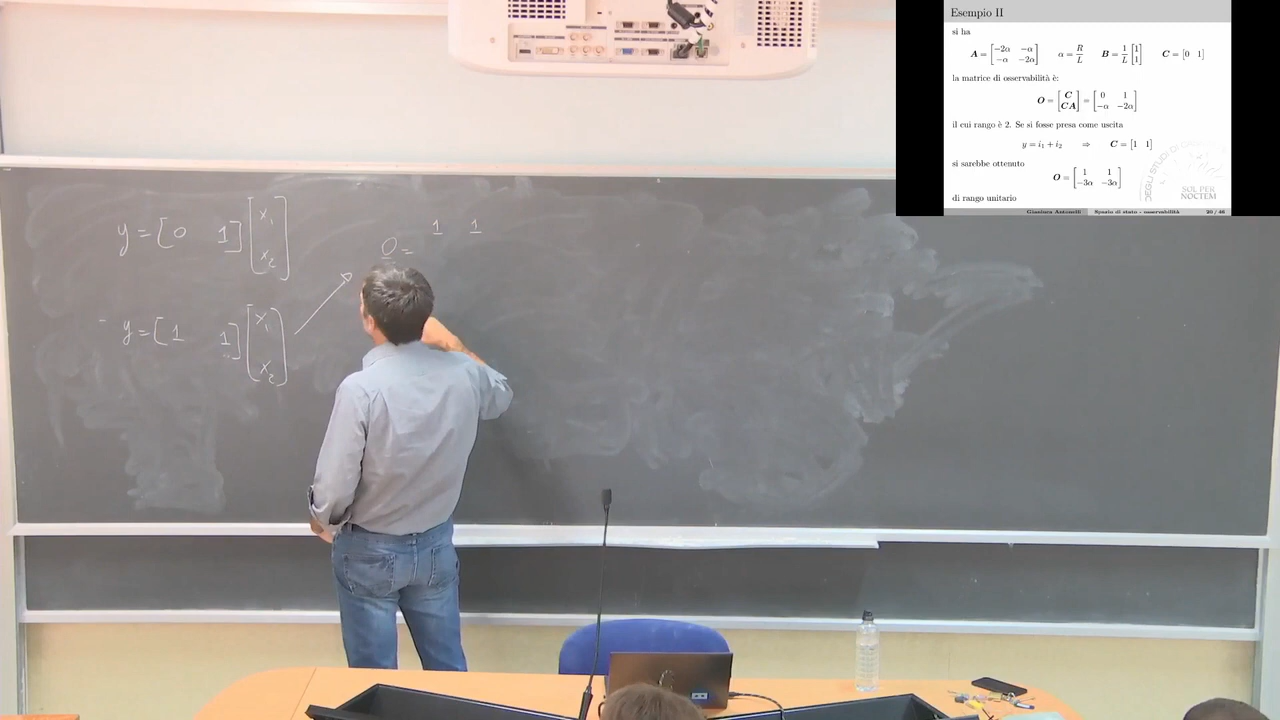 Esempio II
si ha
A = [−2α −α; −α −2α] α = R/L B = 1/L [1; 1] C = [0 1]
la matrice di osservabilità è:
O = [C; CA] = [0 1; −α −2α]
il cui rango è 2. Se si fosse presa come uscita
y = i₁ + i₂ ⇒ C = [1 1]
si sarebbe ottenuto
O = [1 1; −3α −3α]
di rango unitario
SOL PER
NOCTEM
Gianluca Antonelli Spazio di stato - osservabilità 20 / 46
y = [0 1] [x₁; x₂]
O = 1 1
y = [1 1] [x₁; x₂]